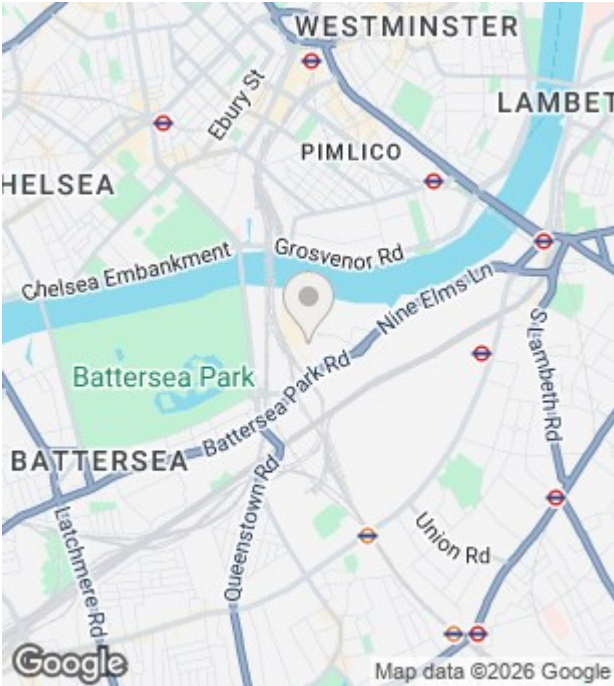 WESTMINSTER
Ebury St
LAMBET
PIMLICO
HELSEA
Grosvenor Rd
Chelsea Embankment
Nine Elms Ln
S Lambeth Rd
Battersea Park
Battersea Park Rd
BATTERSEA
Queenstown Rd
Latchmere Rd
Union Rd
Google
Map data ©2026 Google